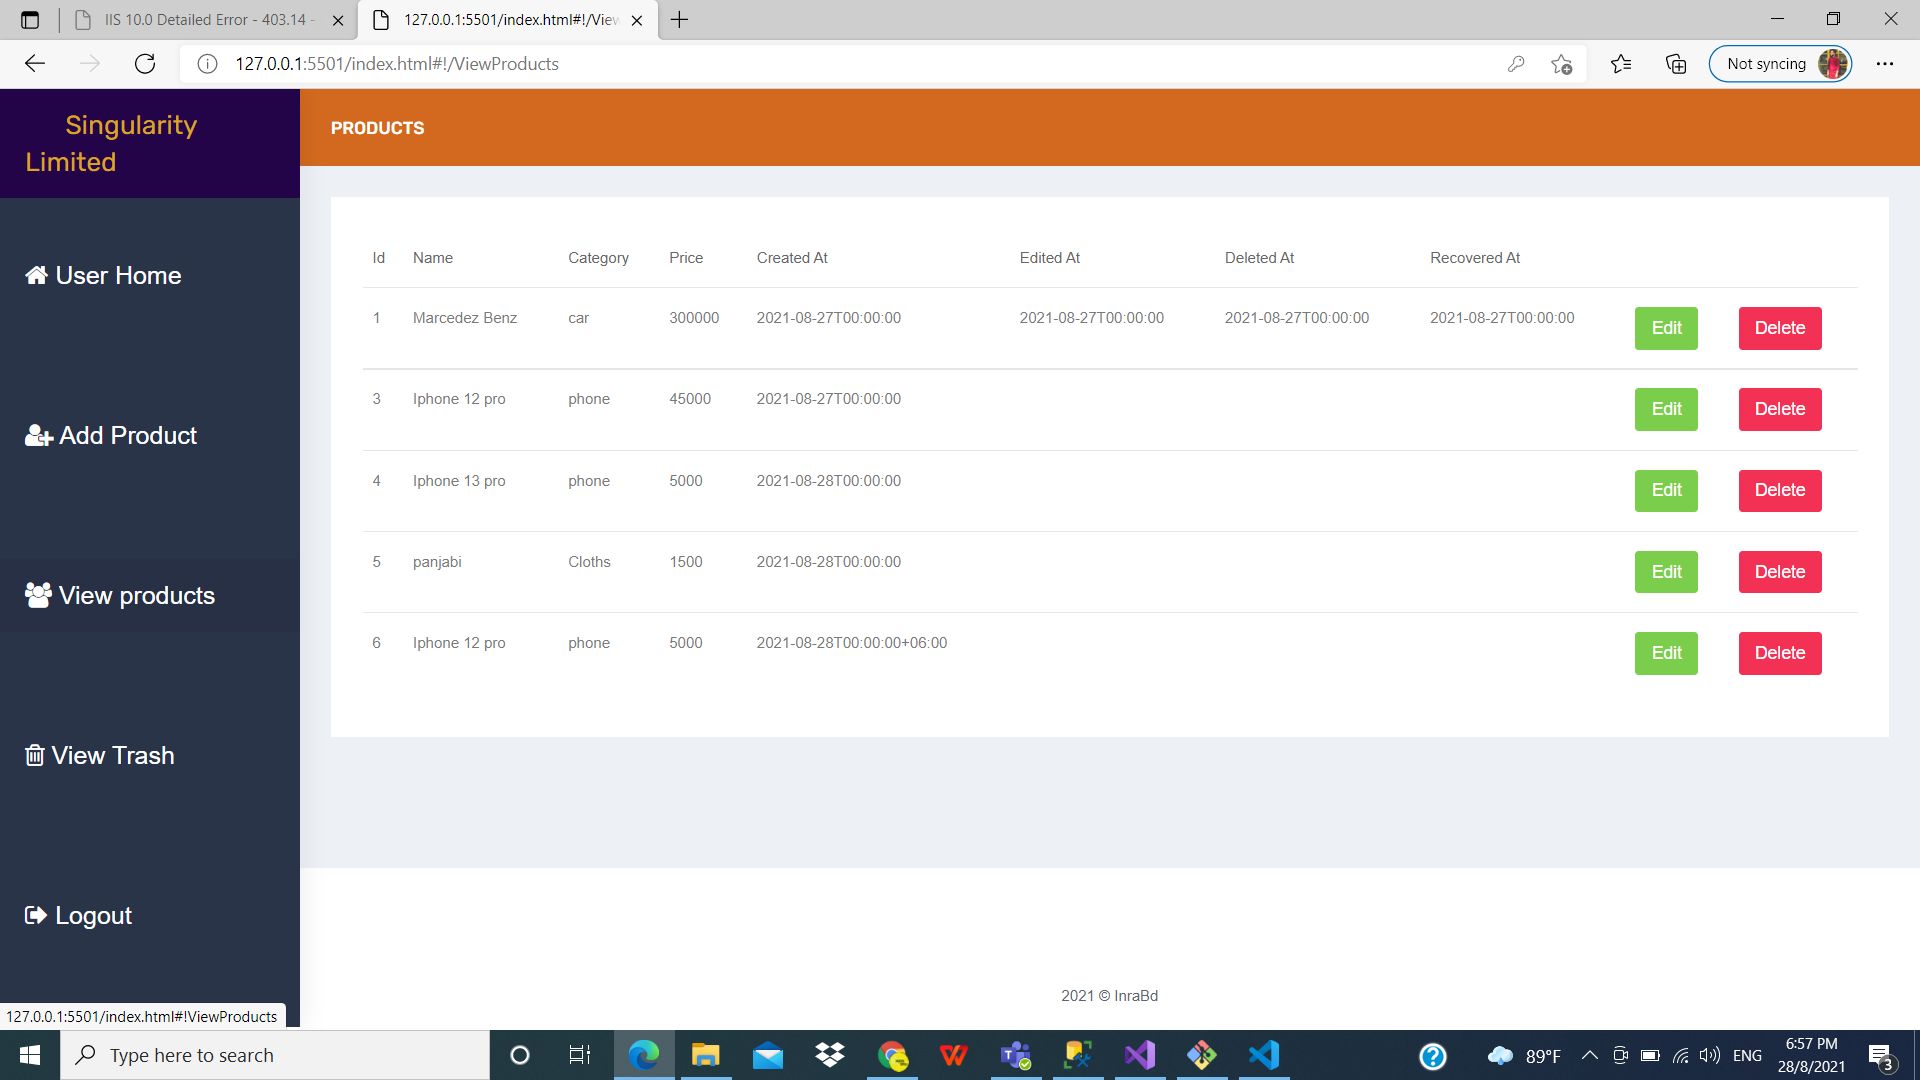 IIS 10.0 Detailed Error - 403.14 -
127.0.0.1:5501/index.html#!/View
127.0.0.1:5501/index.html#!/ViewProducts
Not syncing
Singularity
Limited
PRODUCTS
User Home
Add Product
View products
View Trash
Logout
Id Name Category Price Created At Edited At Deleted At Recovered At
1 Marcedez Benz car 300000 2021-08-27T00:00:00 2021-08-27T00:00:00 2021-08-27T00:00:00 2021-08-27T00:00:00 Edit Delete
3 Iphone 12 pro phone 45000 2021-08-27T00:00:00 Edit Delete
4 Iphone 13 pro phone 5000 2021-08-28T00:00:00 Edit Delete
5 panjabi Cloths 1500 2021-08-28T00:00:00 Edit Delete
6 Iphone 12 pro phone 5000 2021-08-28T00:00:00+06:00 Edit Delete
2021 © InraBd
127.0.0.1:5501/index.html#!ViewProducts
Type here to search
89°F
ENG
6:57 PM
28/8/2021
3